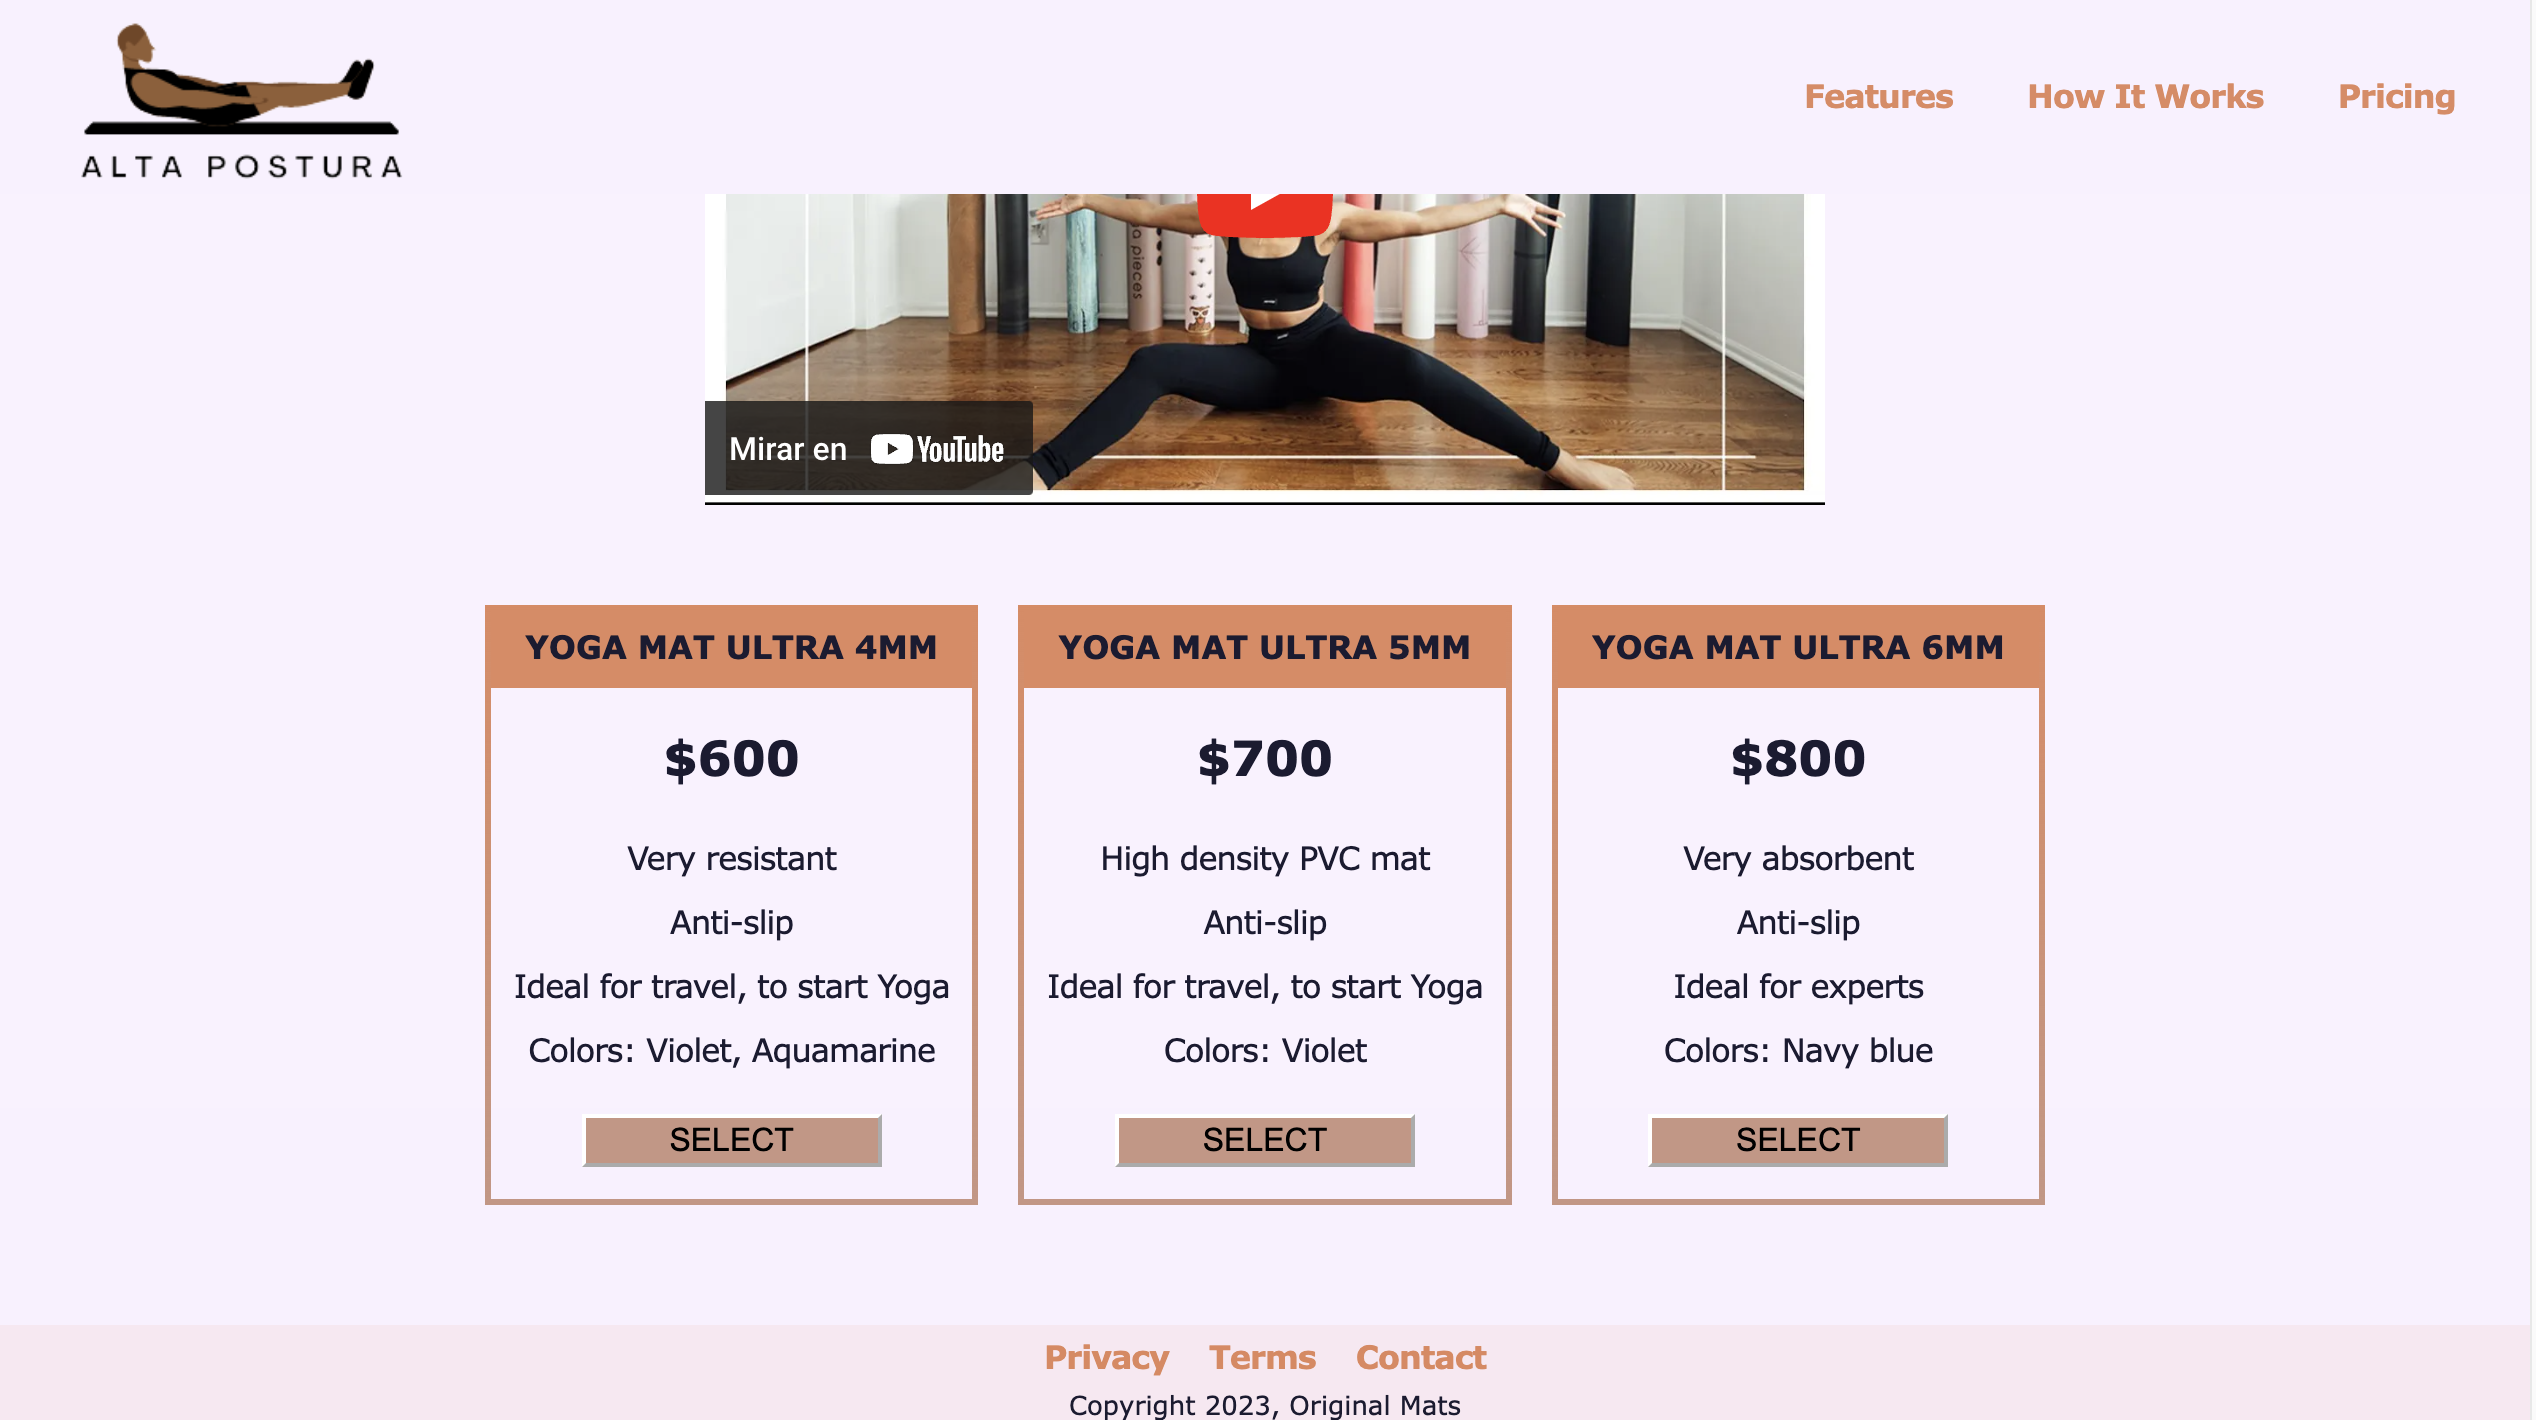 ALTA POSTURA
Features
How It Works
Pricing
a pieces
Mirar en YouTube
YOGA MAT ULTRA 4MM
$600
Very resistant
Anti-slip
Ideal for travel, to start Yoga
Colors: Violet, Aquamarine
SELECT
YOGA MAT ULTRA 5MM
$700
High density PVC mat
Anti-slip
Ideal for travel, to start Yoga
Colors: Violet
SELECT
YOGA MAT ULTRA 6MM
$800
Very absorbent
Anti-slip
Ideal for experts
Colors: Navy blue
SELECT
Privacy
Terms
Contact
Copyright 2023, Original Mats